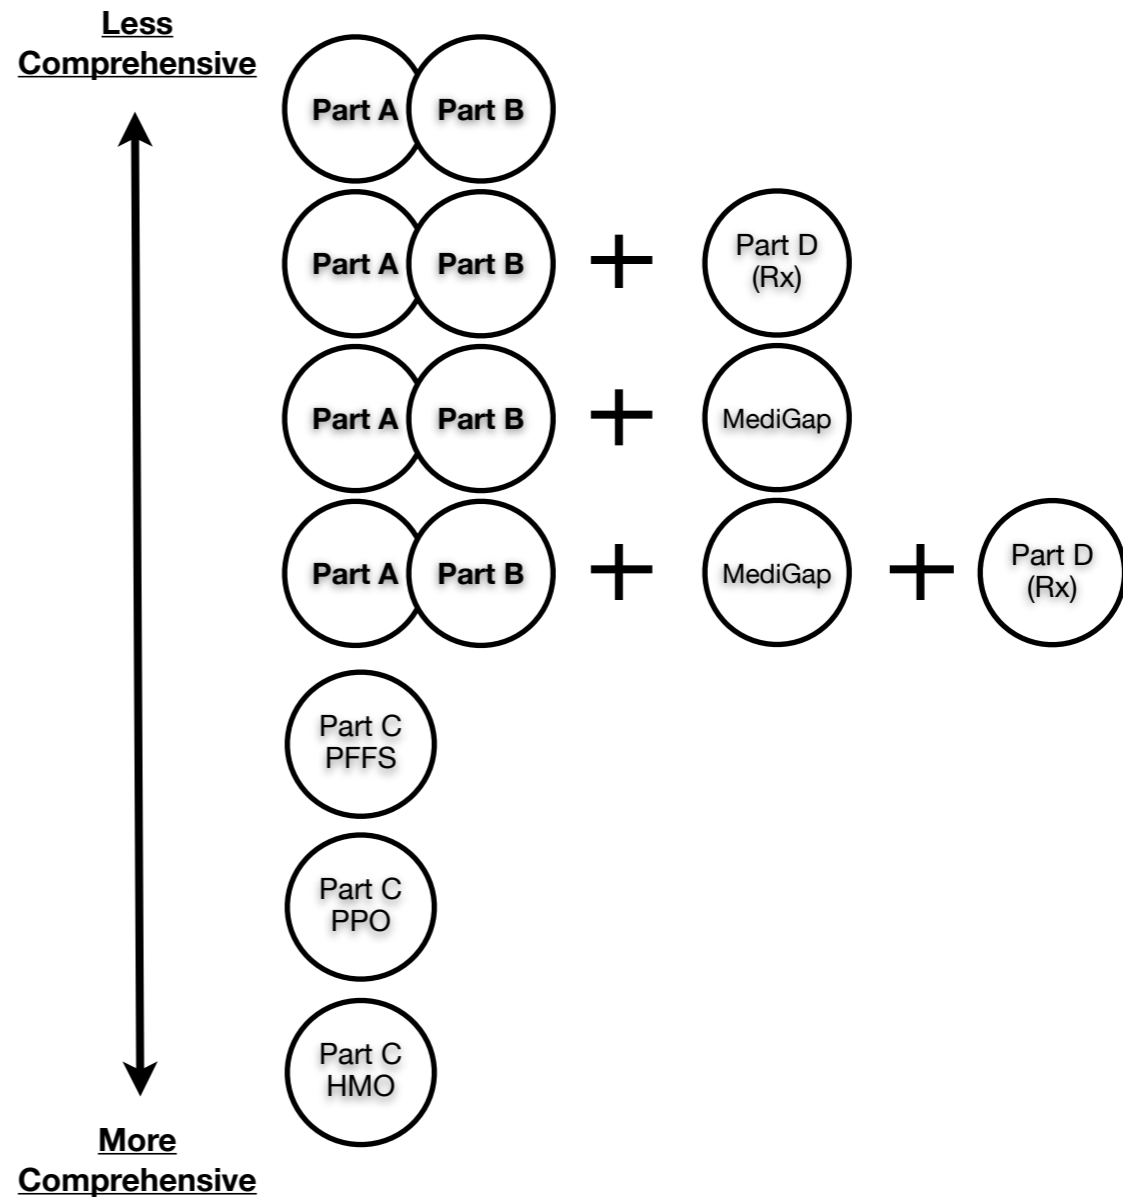 Less
Comprehensive
Part A Part B
Part A Part B + Part D
(Rx)
Part A Part B + MediGap
Part A Part B + MediGap + Part D
(Rx)
Part C
PFFS
Part C
PPO
Part C
HMO
More
Comprehensive